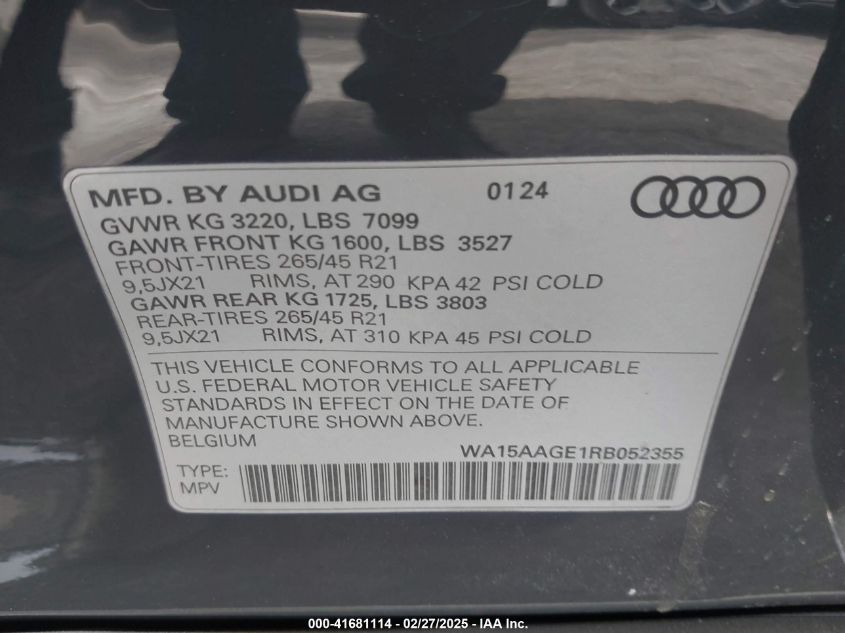 MFD. BY AUDI AG 0124
GVWR KG 3220, LBS 7099
GAWR FRONT KG 1600, LBS 3527
FRONT-TIRES 265/45 R21
9,5JX21 RIMS, AT 290 KPA 42 PSI COLD
GAWR REAR KG 1725, LBS 3803
REAR-TIRES 265/45 R21
9,5JX21 RIMS, AT 310 KPA 45 PSI COLD
THIS VEHICLE CONFORMS TO ALL APPLICABLE
U.S. FEDERAL MOTOR VEHICLE SAFETY
STANDARDS IN EFFECT ON THE DATE OF
MANUFACTURE SHOWN ABOVE.
BELGIUM WA15AAGE1RB052355
TYPE:
MPV
000-41681114 - 02/27/2025 - IAA Inc.